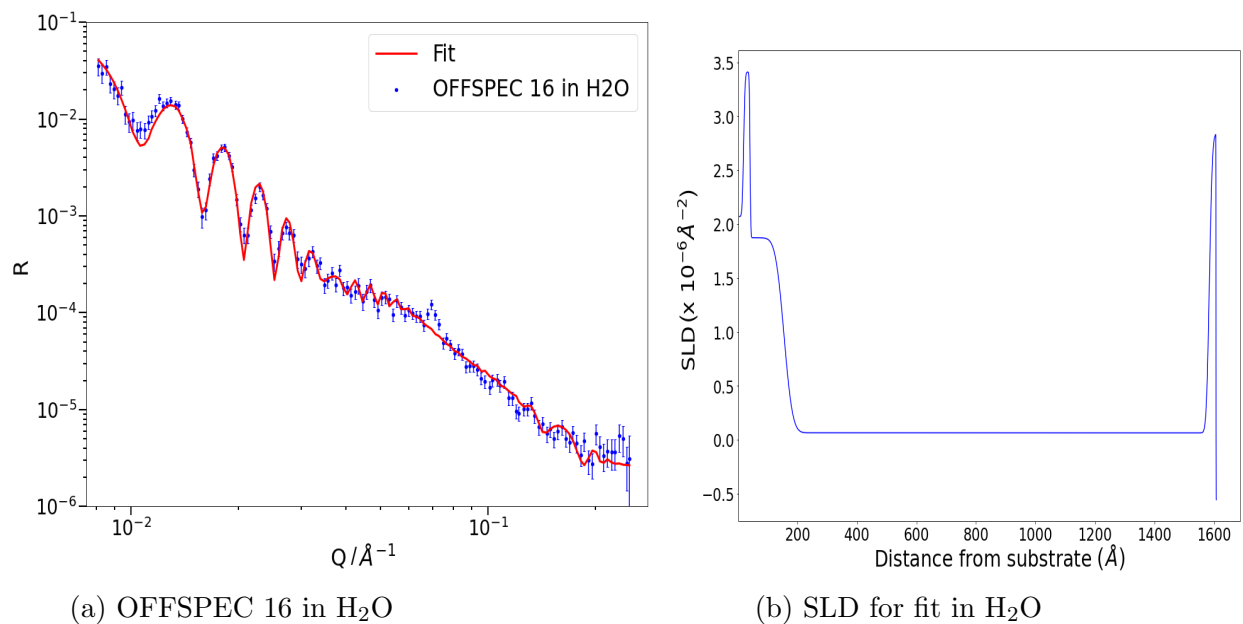 10⁻¹
10⁻²
10⁻³
10⁻⁴
10⁻⁵
10⁻⁶
R
Fit
OFFSPEC 16 in H2O
10⁻² 10⁻¹
Q/Å⁻¹
3.5
3.0
2.5
2.0
1.5
1.0
0.5
0.0
−0.5
SLD (x 10⁻⁶Å⁻²)
200 400 600 800 1000 1200 1400 1600
Distance from substrate (Å)
(a) OFFSPEC 16 in H₂O
(b) SLD for fit in H₂O